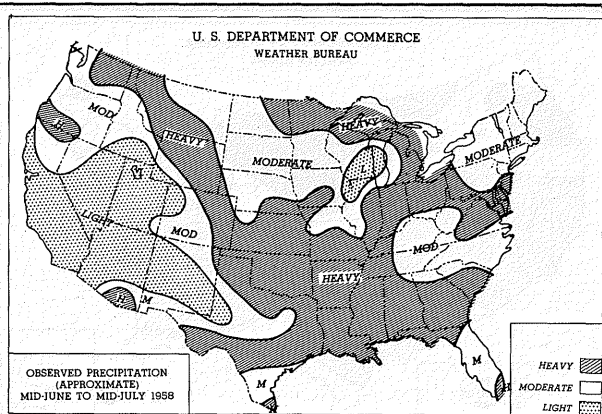 U. S. DEPARTMENT OF COMMERCE
WEATHER BUREAU
MOD
H
HEAVY
HEAVY
MODERATE
MODERATE
LIGHT
MOD
MOD
HEAVY
H
M
M
M
H
H
OBSERVED PRECIPITATION
(APPROXIMATE)
MID-JUNE TO MID-JULY 1958
HEAVY
MODERATE
LIGHT